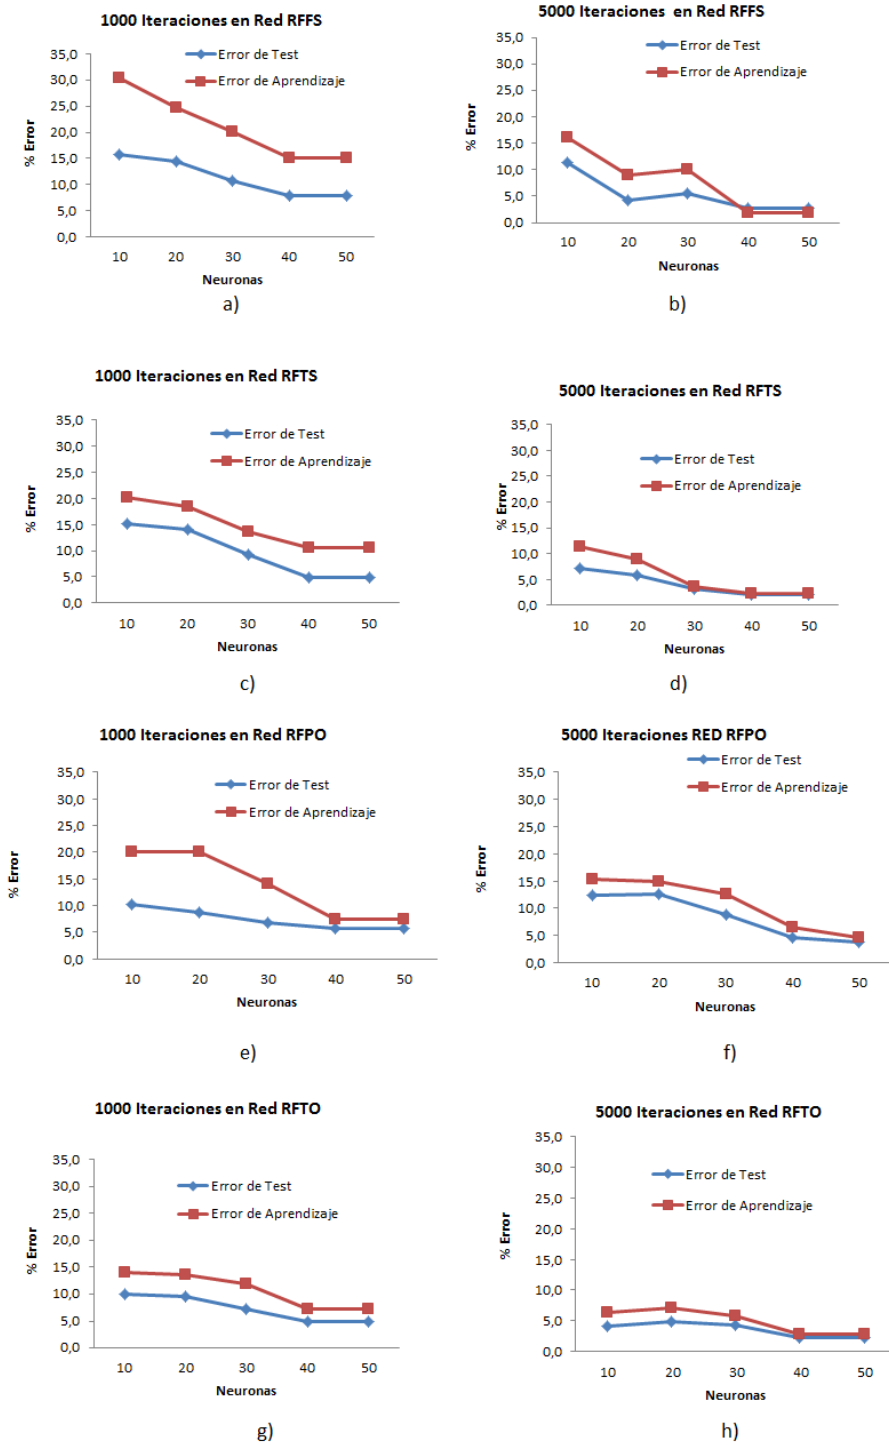 1000 Iteraciones en Red RFFS
35,0
30,0
25,0
20,0
15,0
10,0
5,0
0,0
% Error
Error de Test
Error de Aprendizaje
10 20 30 40 50
Neuronas
a)
5000 Iteraciones en Red RFFS
35,0
30,0
25,0
20,0
15,0
10,0
5,0
0,0
% Error
Error de Test
Error de Aprendizaje
10 20 30 40 50
Neuronas
b)
1000 Iteraciones en Red RFTS
35,0
30,0
25,0
20,0
15,0
10,0
5,0
0,0
% Error
Error de Test
Error de Aprendizaje
10 20 30 40 50
Neuronas
c)
5000 Iteraciones en Red RFTS
35,0
30,0
25,0
20,0
15,0
10,0
5,0
0,0
% Error
Error de Test
Error de Aprendizaje
10 20 30 40 50
Neuronas
d)
1000 Iteraciones en Red RFPO
35,0
30,0
25,0
20,0
15,0
10,0
5,0
0,0
% Error
Error de Test
Error de Aprendizaje
10 20 30 40 50
Neuronas
e)
5000 Iteraciones RED RFPO
35,0
30,0
25,0
20,0
15,0
10,0
5,0
0,0
% Error
Error de Test
Error de Aprendizaje
10 20 30 40 50
Neuronas
f)
1000 Iteraciones en Red RFTO
35,0
30,0
25,0
20,0
15,0
10,0
5,0
0,0
% Error
Error de Test
Error de Aprendizaje
10 20 30 40 50
Neuronas
g)
5000 Iteraciones en Red RFTO
35,0
30,0
25,0
20,0
15,0
10,0
5,0
0,0
% Error
Error de Test
Error de Aprendizaje
10 20 30 40 50
Neuronas
h)